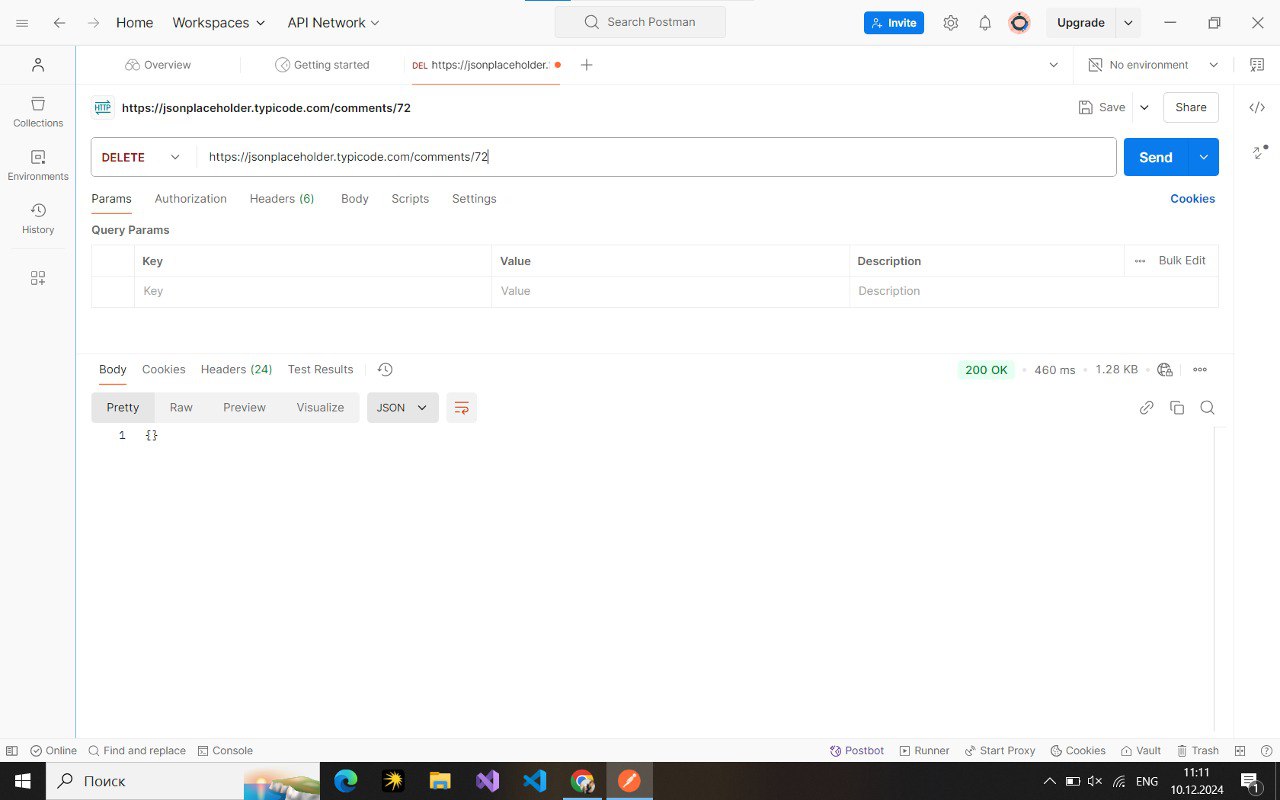 Home Workspaces API Network Search Postman Invite Upgrade
Overview Getting started DEL https://jsonplaceholder. No environment
HTTP https://jsonplaceholder.typicode.com/comments/72 Save Share
Collections
DELETE https://jsonplaceholder.typicode.com/comments/72 Send
Environments
Params Authorization Headers (6) Body Scripts Settings Cookies
History
Query Params
Key Value Description Bulk Edit
Key Value Description
Body Cookies Headers (24) Test Results 200 OK 460 ms 1.28 KB
Pretty Raw Preview Visualize JSON
1 {}
Online Find and replace Console Postbot Runner Start Proxy Cookies Vault Trash
Поиск ENG 11:11
10.12.2024 1